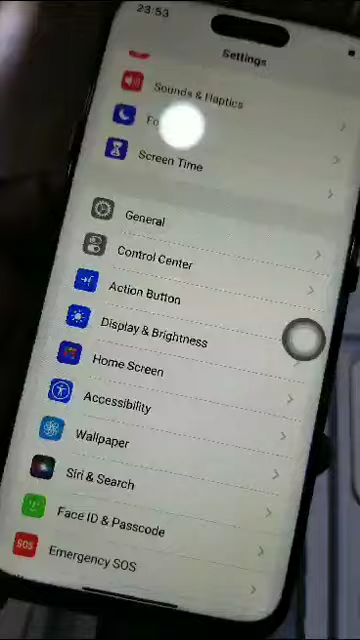 23:53
Settings
Sounds & Haptics
Screen Time
General
Control Center
Action Button
Display & Brightness
Home Screen
Accessibility
Wallpaper
Siri & Search
Face ID & Passcode
SOS
Emergency SOS